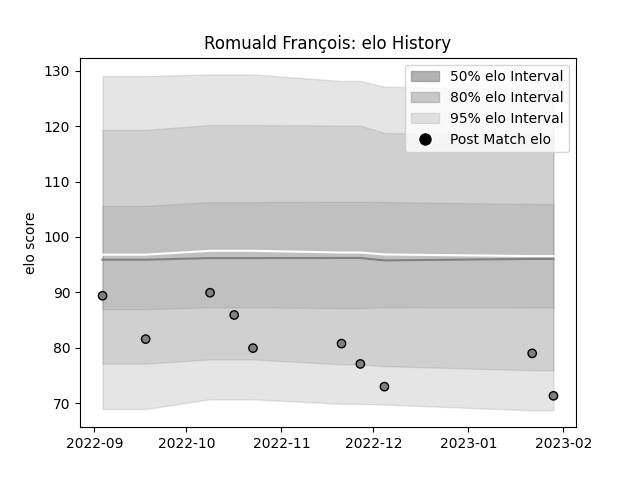 Romuald François: elo History
130
120
110
100
90
80
70
elo score
50% elo Interval
80% elo Interval
95% elo Interval
Post Match elo
2022-09
2022-10
2022-11
2022-12
2023-01
2023-02